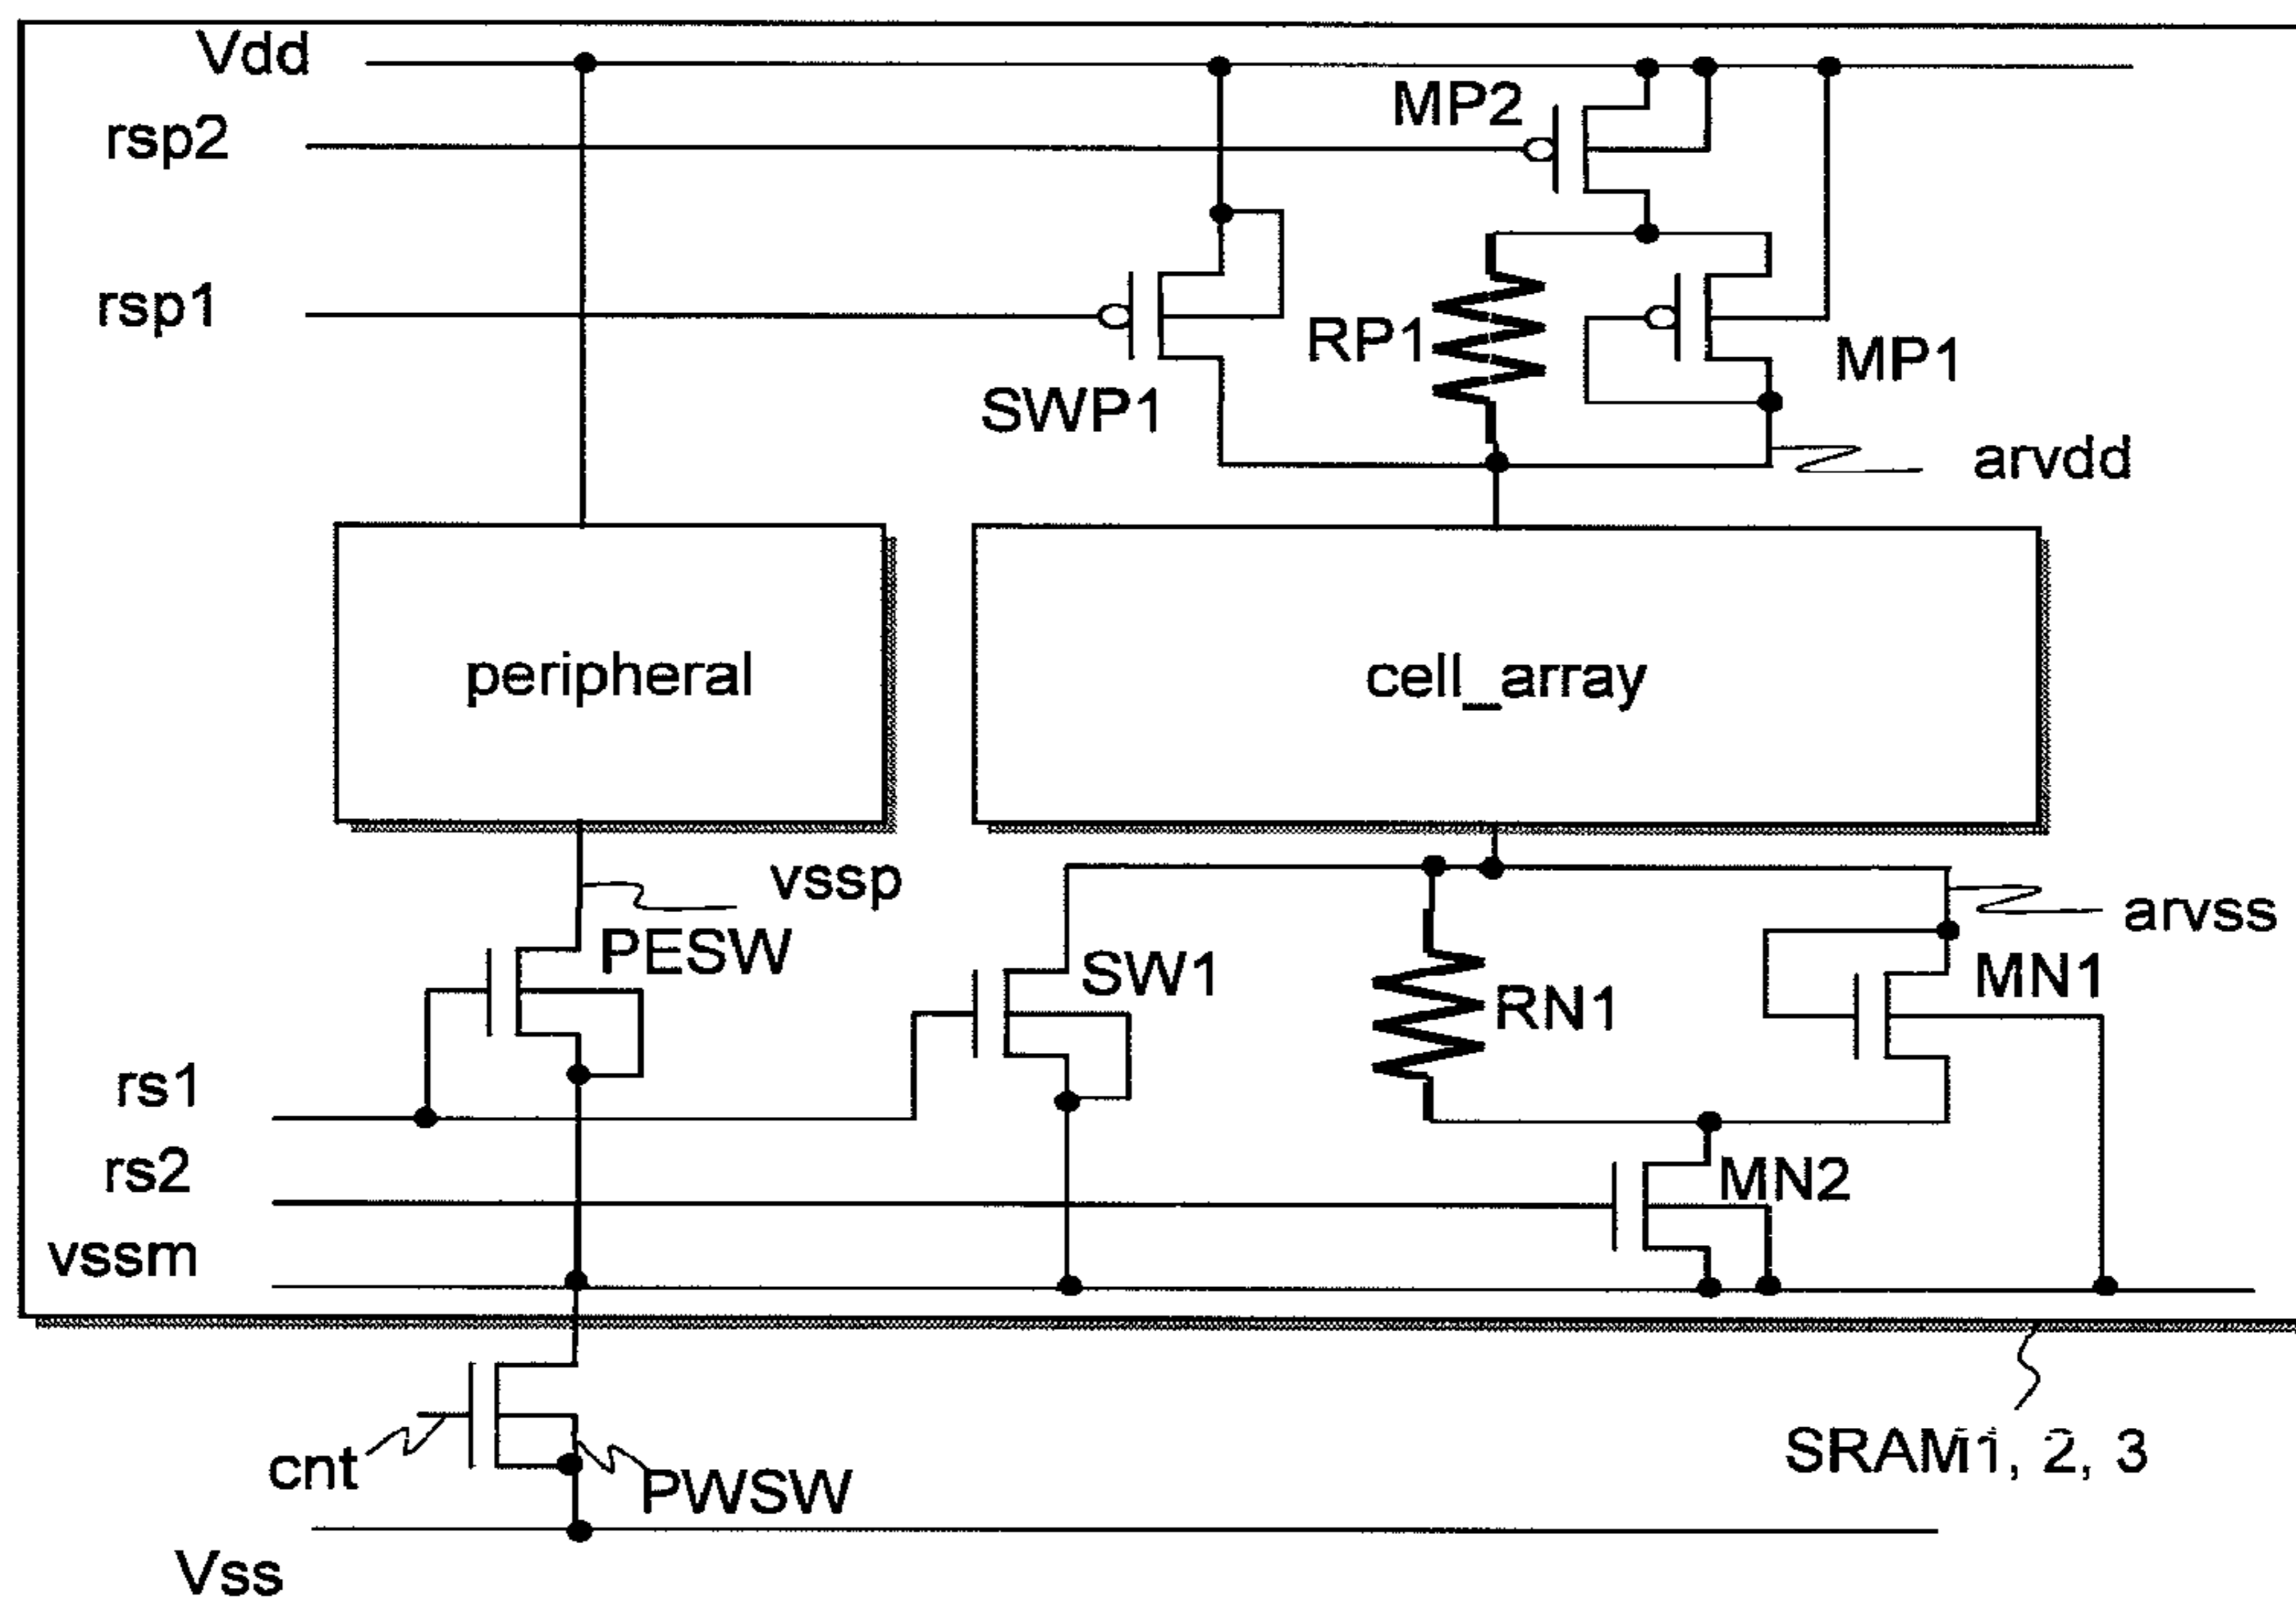 Vdd
MP2
rsp2
rsp1
RP1
MP1
SWP1
arvdd
peripheral
cell_array
vssp
arvss
PESW
SW1
MN1
RN1
rs1
rs2
MN2
vssm
cnt
PWSW
SRAM1, 2, 3
Vss